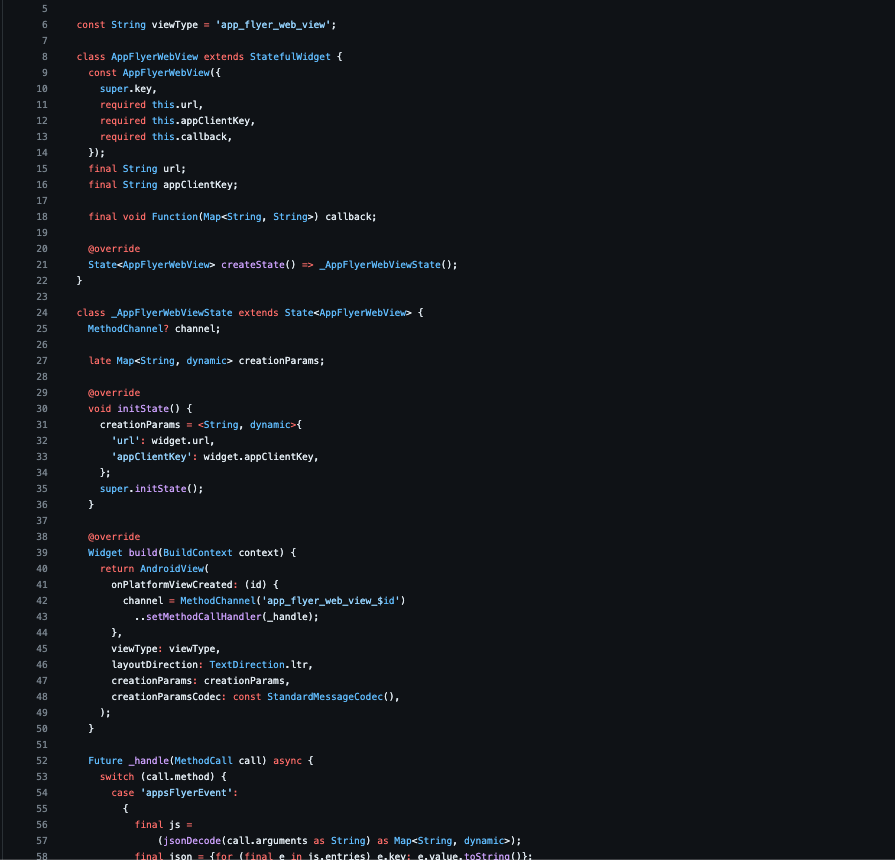 5
6 const String viewType = 'app_flyer_web_view';
7
8 class AppFlyerWebView extends StatefulWidget {
9 const AppFlyerWebView({
10 super.key,
11 required this.url,
12 required this.appClientKey,
13 required this.callback,
14 });
15 final String url;
16 final String appClientKey;
17
18 final void Function(Map<String, String>) callback;
19
20 @override
21 State<AppFlyerWebView> createState() => _AppFlyerWebViewState();
22 }
23
24 class _AppFlyerWebViewState extends State<AppFlyerWebView> {
25 MethodChannel? channel;
26
27 late Map<String, dynamic> creationParams;
28
29 @override
30 void initState() {
31 creationParams = <String, dynamic>{
32 'url': widget.url,
33 'appClientKey': widget.appClientKey,
34 };
35 super.initState();
36 }
37
38 @override
39 Widget build(BuildContext context) {
40 return AndroidView(
41 onPlatformViewCreated: (id) {
42 channel = MethodChannel('app_flyer_web_view_$id')
43 ..setMethodCallHandler(_handle);
44 },
45 viewType: viewType,
46 layoutDirection: TextDirection.ltr,
47 creationParams: creationParams,
48 creationParamsCodec: const StandardMessageCodec(),
49 );
50 }
51
52 Future _handle(MethodCall call) async {
53 switch (call.method) {
54 case 'appsFlyerEvent':
55 {
56 final js =
57 (jsonDecode(call.arguments as String) as Map<String, dynamic>);
58 final json = {for (final e in js.entries) e.key: e.value.toString()};